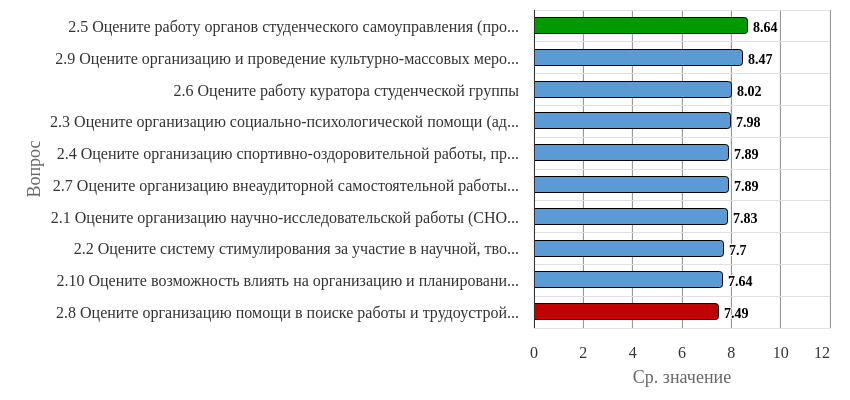 2.5 Оцените работу органов студенческого самоуправления (про... 8.64
2.9 Оцените организацию и проведение культурно-массовых меро... 8.47
2.6 Оцените работу куратора студенческой группы 8.02
2.3 Оцените организацию социально-психологической помощи (ад... 7.98
2.4 Оцените организацию спортивно-оздоровительной работы, пр... 7.89
2.7 Оцените организацию внеаудиторной самостоятельной работы... 7.89
2.1 Оцените организацию научно-исследовательской работы (СНО... 7.83
2.2 Оцените систему стимулирования за участие в научной, тво... 7.7
2.10 Оцените возможность влиять на организацию и планировани... 7.64
2.8 Оцените организацию помощи в поиске работы и трудоустрой... 7.49
Вопрос
0 2 4 6 8 10 12
Ср. значение